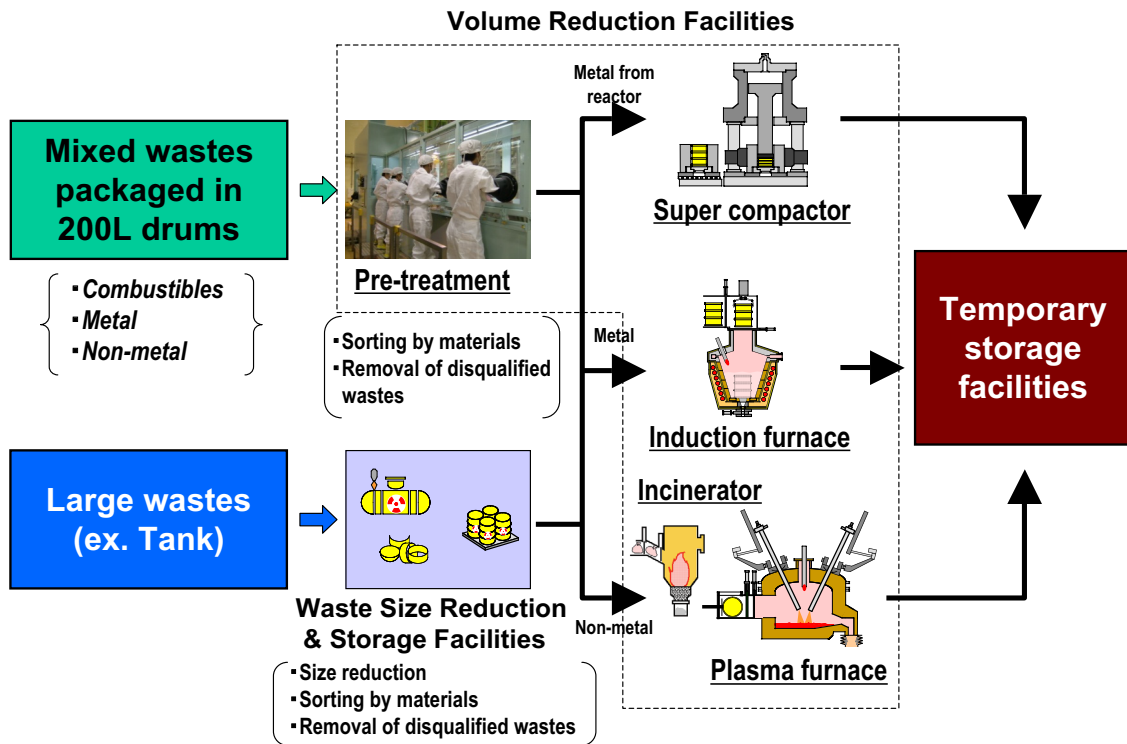 Volume Reduction Facilities
Mixed wastes
packaged in
200L drums
・Combustibles
・Metal
・Non-metal
Pre-treatment
・Sorting by materials
・Removal of disqualified
wastes
Metal from
reactor
Super compactor
Metal
Induction furnace
Temporary
storage
facilities
Large wastes
(ex. Tank)
Waste Size Reduction
& Storage Facilities
・Size reduction
・Sorting by materials
・Removal of disqualified wastes
Incinerator
Non-metal
Plasma furnace